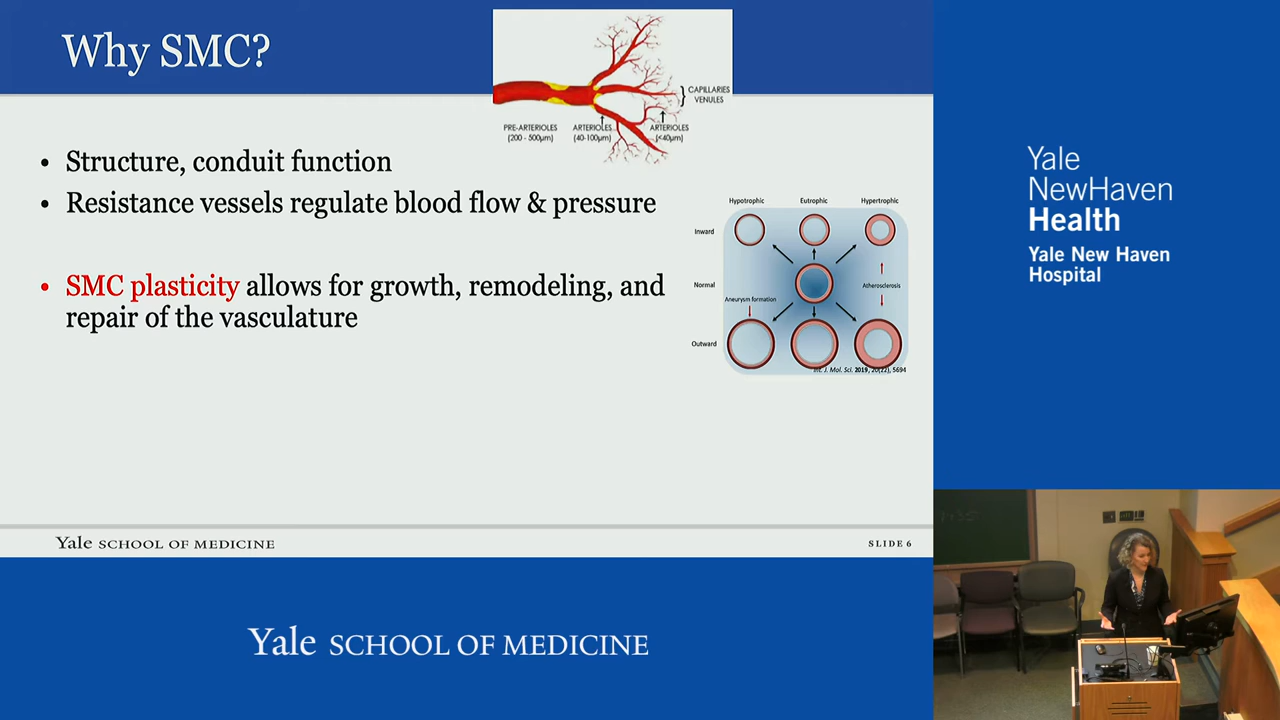 Why SMC?
CAPILLARIES
VENULES
PRE-ARTERIOLES
(200 - 500µm)
ARTERIOLES
(40-100µm)
ARTERIOLES
(<40µm)
• Structure, conduit function
• Resistance vessels regulate blood flow & pressure
• SMC plasticity allows for growth, remodeling, and
repair of the vasculature
Hypotrophic Eutrophic Hypertrophic
Inward
Normal
Atherosclerosis
Aneurysm formation
Outward
Int. J. Mol. Sci. 2019, 20(22), 5694
Yale SCHOOL OF MEDICINE
SLIDE 6
Yale
NewHaven
Health
Yale New Haven
Hospital
Yale SCHOOL OF MEDICINE